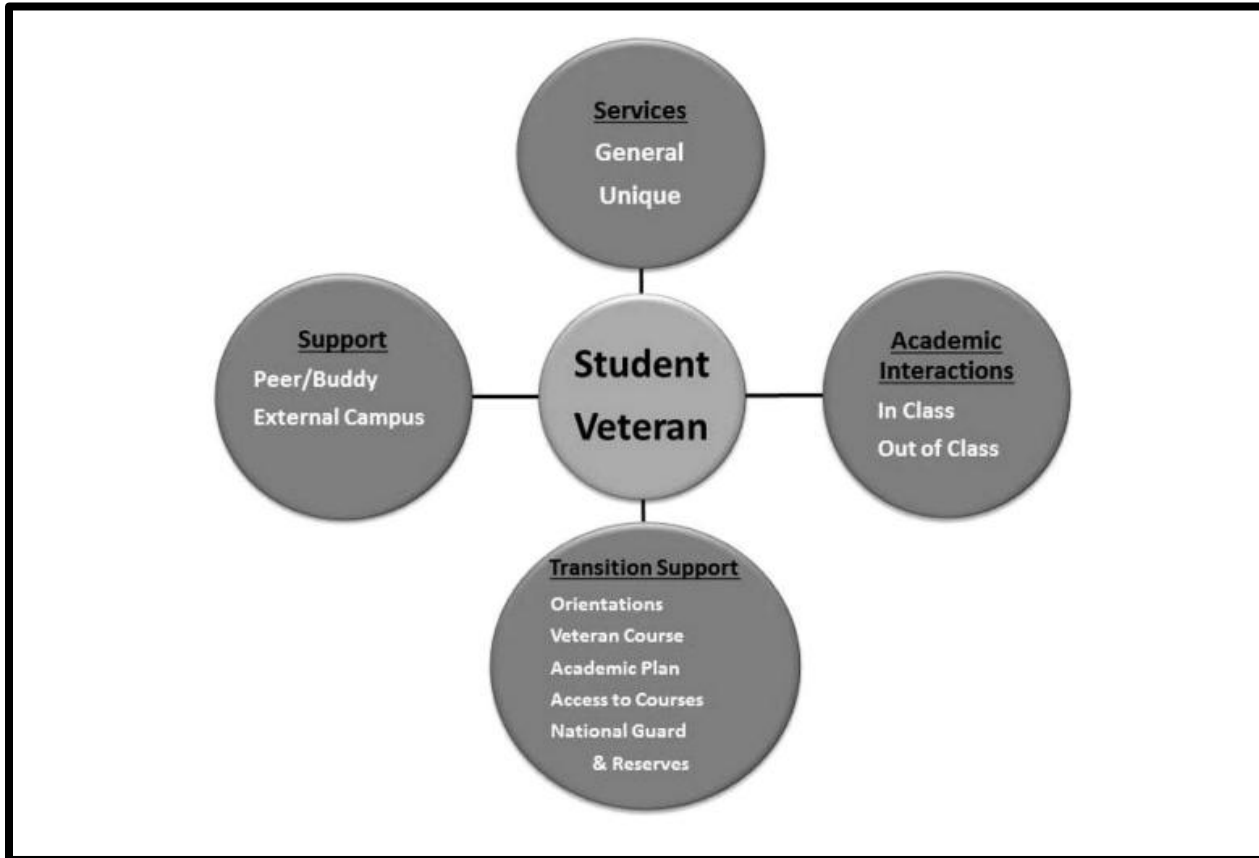 Services
General
Unique
Support
Peer/Buddy
External Campus
Student
Veteran
Academic
Interactions
In Class
Out of Class
Transition Support
Orientations
Veteran Course
Academic Plan
Access to Courses
National Guard
& Reserves